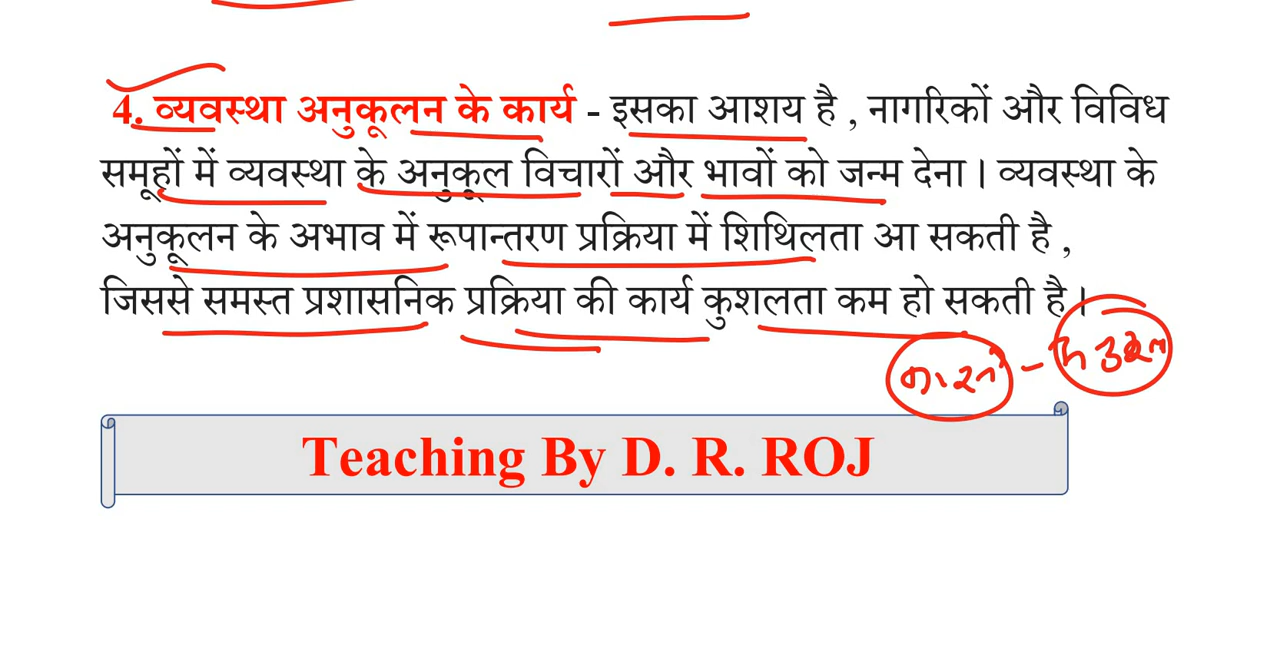 4. व्यवस्था अनुकूलन के कार्य - इसका आशय है , नागरिकों और विविध
समूहों में व्यवस्था के अनुकूल विचारों और भावों को जन्म देना । व्यवस्था के
अनुकूलन के अभाव में रूपान्तरण प्रक्रिया में शिथिलता आ सकती है ,
जिससे समस्त प्रशासनिक प्रक्रिया की कार्य कुशलता कम हो सकती है ।
Teaching By D. R. ROJ